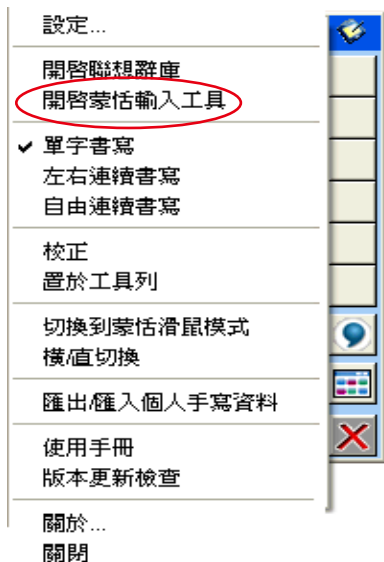 設定...
開啓聯想辭庫
開啓蒙恬輸入工具
單字書寫
左右連續書寫
自由連續書寫
校正
置於工具列
切換到蒙恬滑鼠模式
橫/直切換
匯出/匯入個人手寫資料
使用手冊
版本更新檢查
關於...
關閉